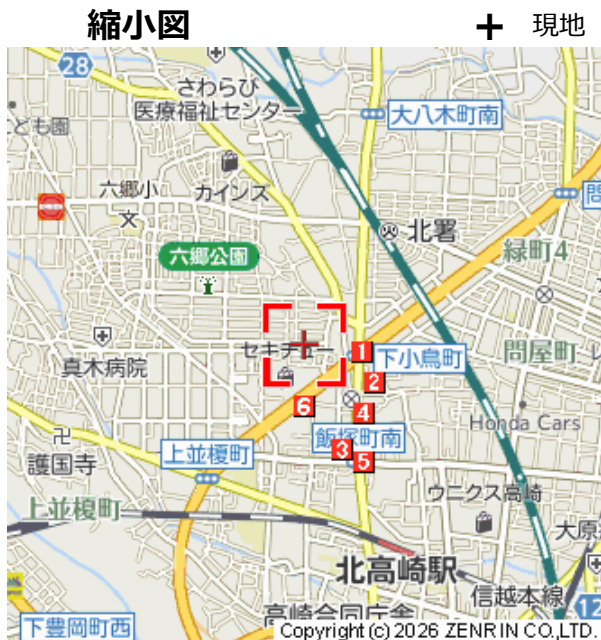 縮小図
＋ 現地
28
さわらび
医療福祉センター
大八木町南
ども園
六郷小
カインズ
北署
緑町4
六郷公園
セキチュー
1
下小鳥町
問屋町
真木病院
2
6
4
Honda Cars
飯塚町南
3
5
上並榎町
護国寺
ウニクス高崎
上並榎町
大原
北高崎駅
信越本線
12
高崎合同庁舎
下豊岡町西
Copyright (c) 2026 ZENRIN CO.,LTD.